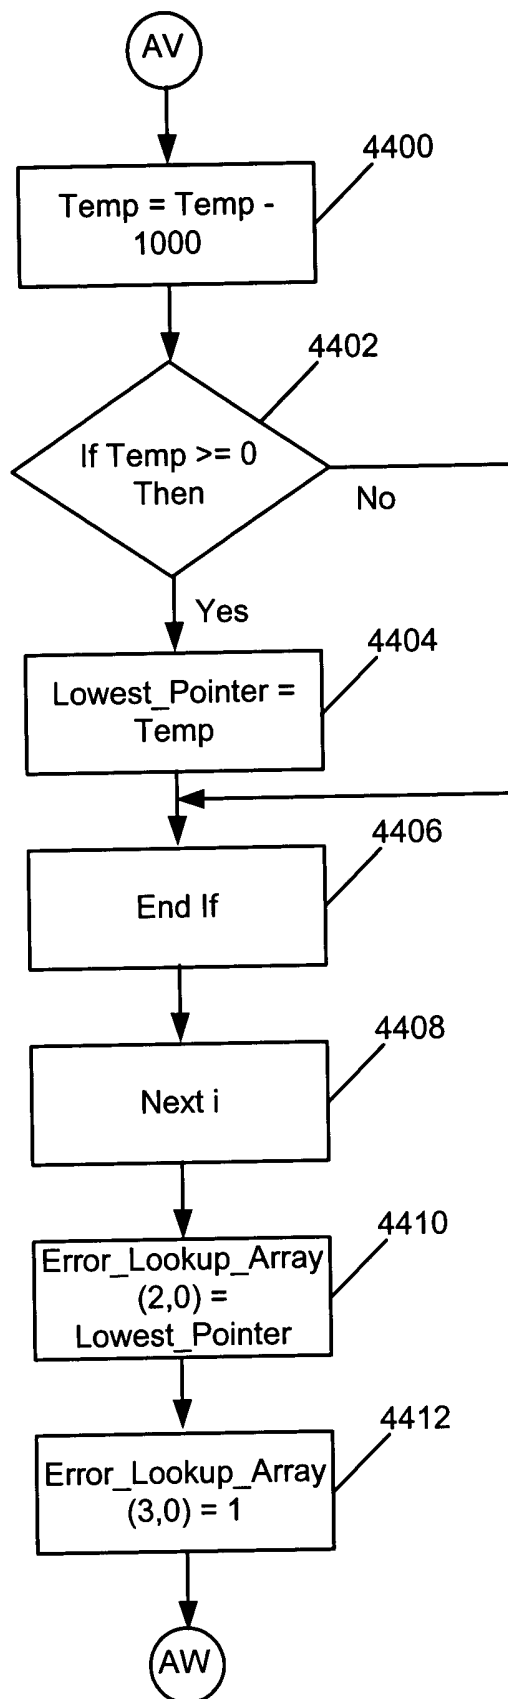 AV
4400
Temp = Temp -
1000
4402
If Temp >= 0
Then
No
Yes
4404
Lowest_Pointer =
Temp
4406
End If
4408
Next i
4410
Error_Lookup_Array
(2,0) =
Lowest_Pointer
4412
Error_Lookup_Array
(3,0) = 1
AW